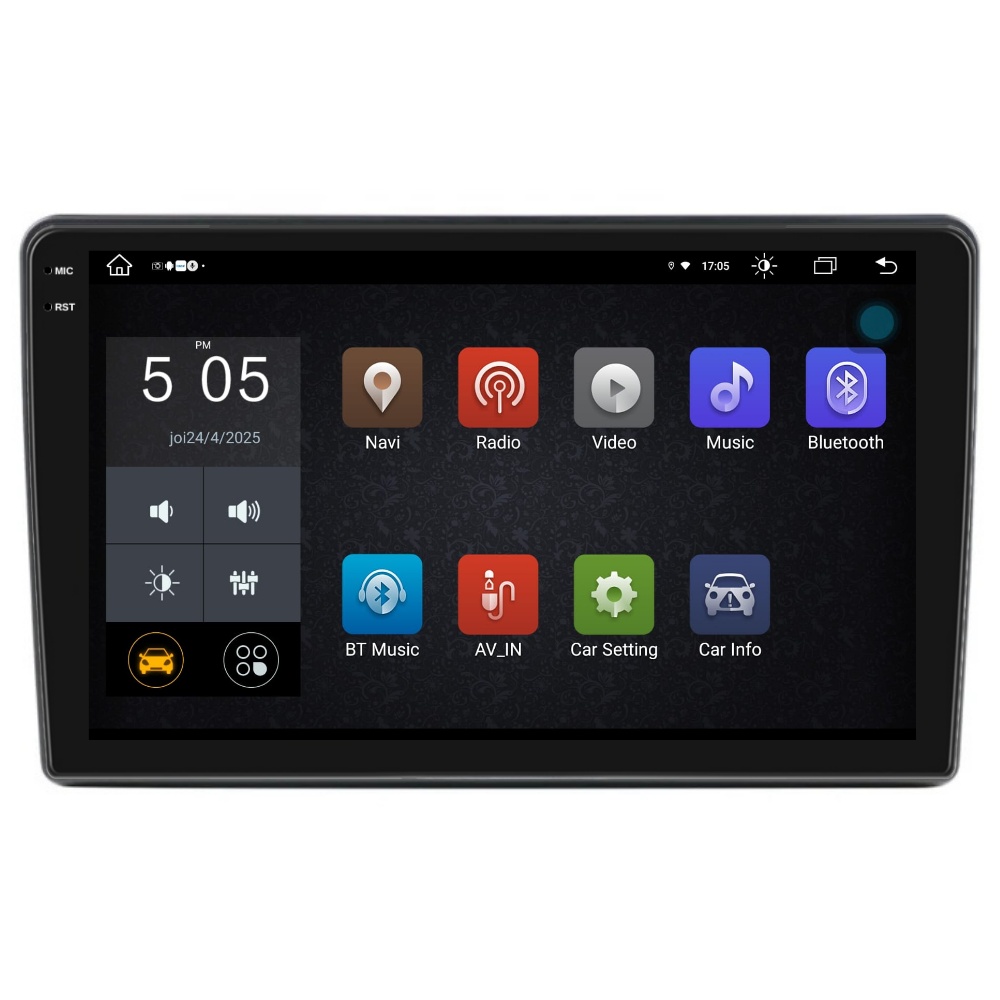 MIC
17:05
RST
PM
5 05
joi24/4/2025
Navi
Radio
Video
Music
Bluetooth
BT Music
AV_IN
Car Setting
Car Info